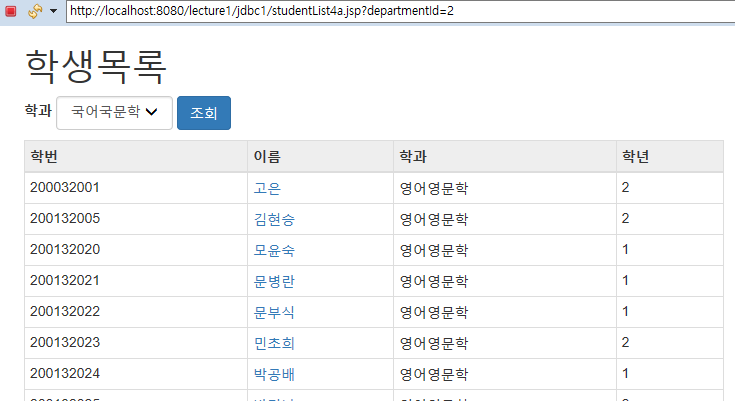 http://localhost:8080/lecture1/jdbc1/studentList4a.jsp?departmentId=2
학생목록
학과 국어국문학 조회
학번 이름 학과 학년
200032001 고은 영어영문학 2
200132005 김현승 영어영문학 2
200132020 모윤숙 영어영문학 1
200132021 문병란 영어영문학 1
200132022 문부식 영어영문학 1
200132023 민초희 영어영문학 2
200132024 박공배 영어영문학 1